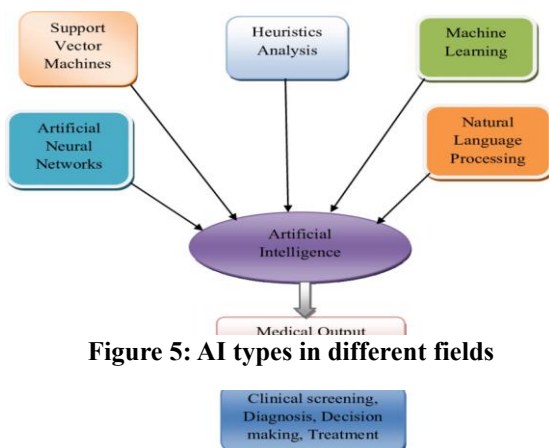 Support
Vector
Machines
Heuristics
Analysis
Machine
Learning
Artificial
Neural
Networks
Natural
Language
Processing
Artificial
Intelligence
Medical Output
Figure 5: AI types in different fields
Clinical screening,
Diagnosis, Decision
making, Treatment